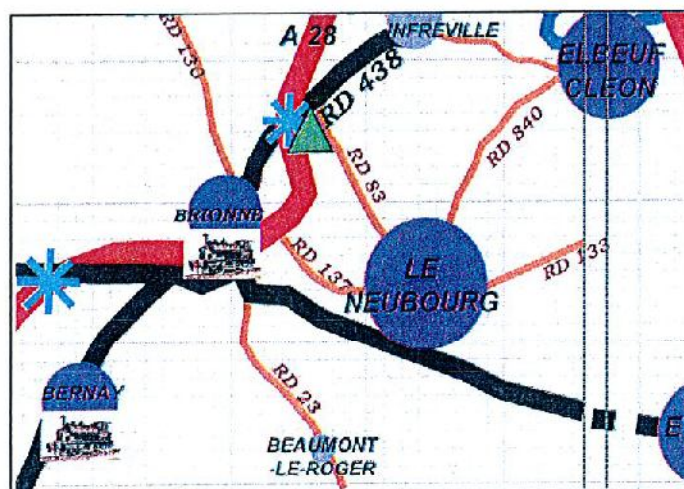 RD 130
A 28
INFREVILLE
ELBEUF
CLEON
RD 438
RD 840
RD 83
BRIONNE
RD 137
LE
NEUBOURG
RD 133
BERNAY
RD 23
BEAUMONT
-LE-ROGER
E